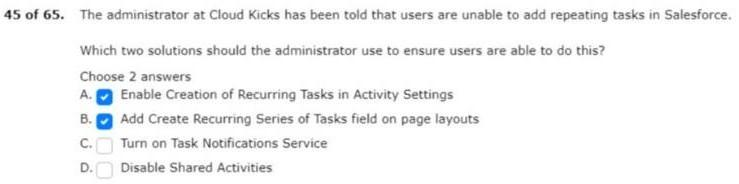 45 of 65. The administrator at Cloud Kicks has been told that users are unable to add repeating tasks in Salesforce.
Which two solutions should the administrator use to ensure users are able to do this?
Choose 2 answers
A. Enable Creation of Recurring Tasks in Activity Settings
B. Add Create Recurring Series of Tasks field on page layouts
C. Turn on Task Notifications Service
D. Disable Shared Activities